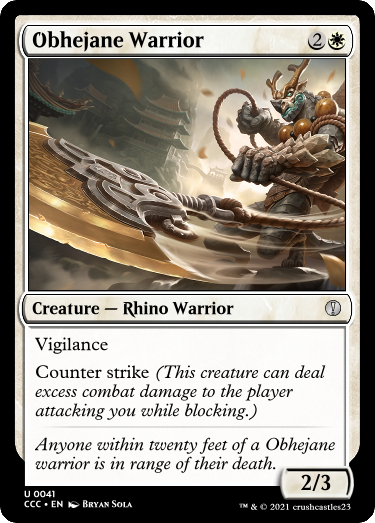 Obhejane Warrior 2
Creature — Rhino Warrior
Vigilance
Counter strike (This creature can deal
excess combat damage to the player
attacking you while blocking.)
Anyone within twenty feet of a Obhejane
warrior is in range of their death.
2/3
U 0041
CCC • EN Bryan Sola
™ & © 2021 crushcastles23